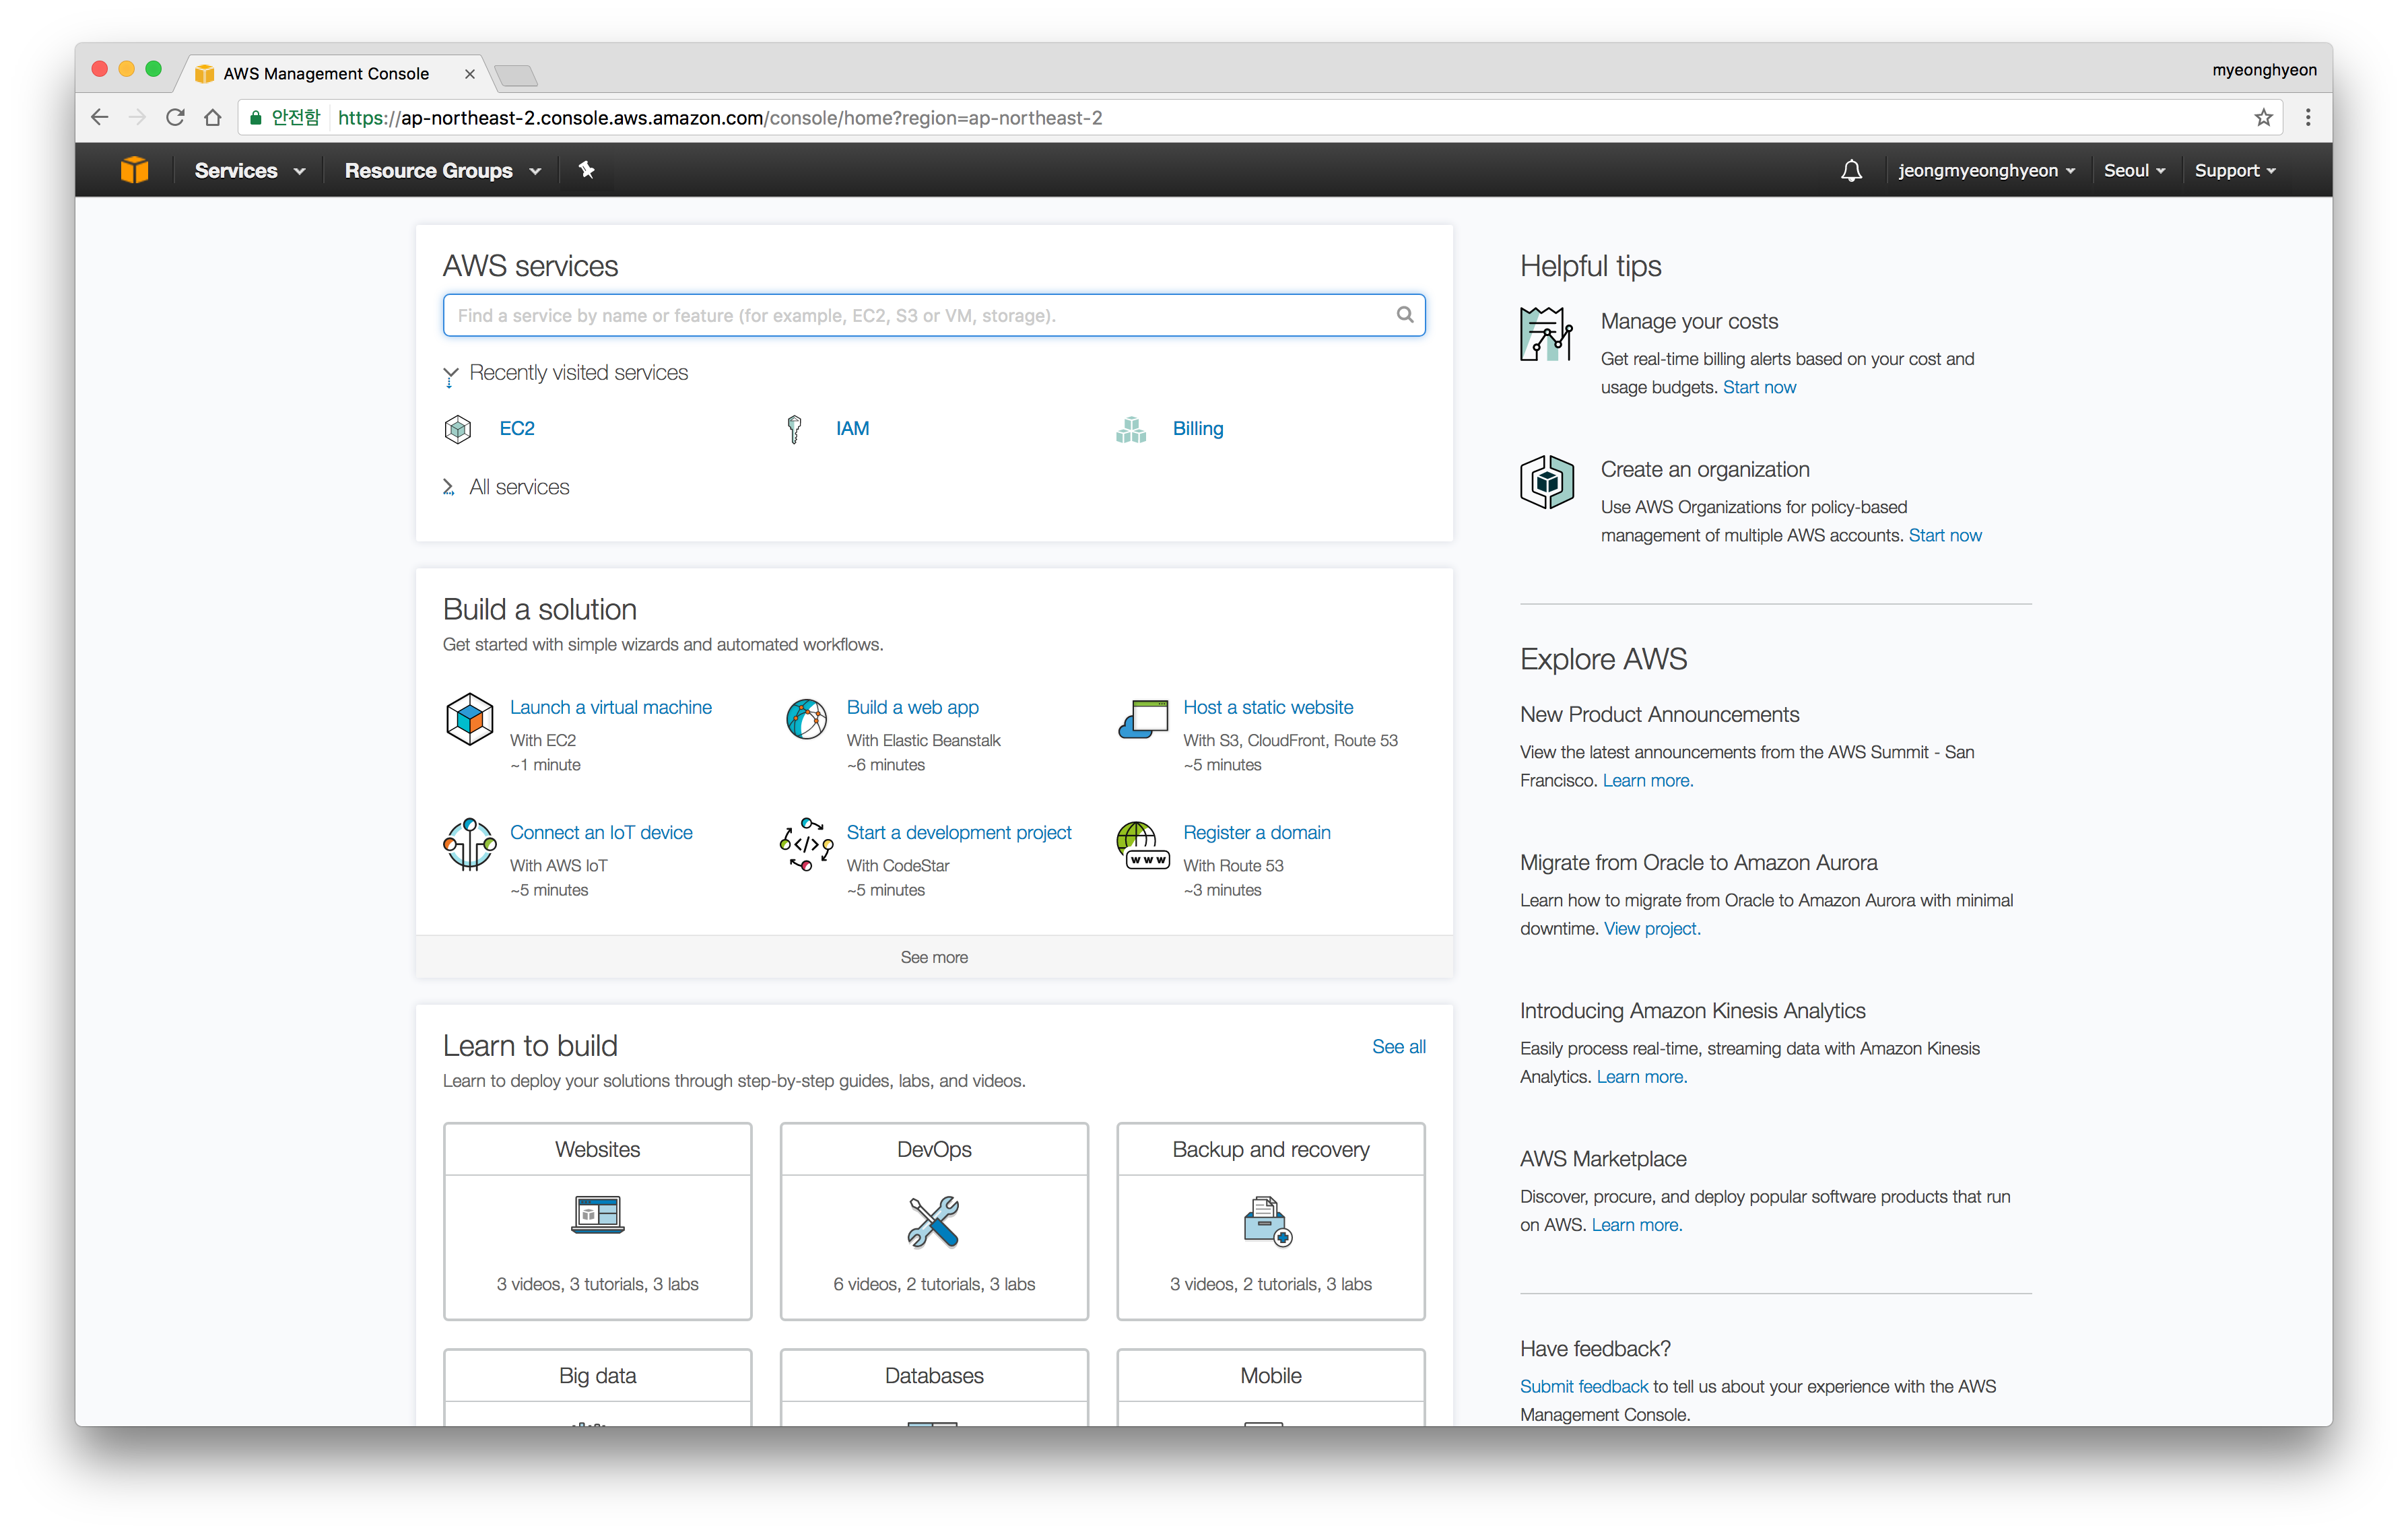 AWS Management Console
myeonghyeon
안전함 https://ap-northeast-2.console.aws.amazon.com/console/home?region=ap-northeast-2
Services Resource Groups jeongmyeonghyeon Seoul Support
AWS services
Find a service by name or feature (for example, EC2, S3 or VM, storage).
Recently visited services
EC2 IAM Billing
All services
Build a solution
Get started with simple wizards and automated workflows.
Launch a virtual machine
With EC2
~1 minute
Build a web app
With Elastic Beanstalk
~6 minutes
Host a static website
With S3, CloudFront, Route 53
~5 minutes
Connect an IoT device
With AWS IoT
~5 minutes
Start a development project
With CodeStar
~5 minutes
Register a domain
With Route 53
~3 minutes
www
See more
Learn to build
See all
Learn to deploy your solutions through step-by-step guides, labs, and videos.
Websites
3 videos, 3 tutorials, 3 labs
DevOps
6 videos, 2 tutorials, 3 labs
Backup and recovery
3 videos, 2 tutorials, 3 labs
Big data
Databases
Mobile
Helpful tips
Manage your costs
Get real-time billing alerts based on your cost and
usage budgets. Start now
Create an organization
Use AWS Organizations for policy-based
management of multiple AWS accounts. Start now
Explore AWS
New Product Announcements
View the latest announcements from the AWS Summit - San
Francisco. Learn more.
Migrate from Oracle to Amazon Aurora
Learn how to migrate from Oracle to Amazon Aurora with minimal
downtime. View project.
Introducing Amazon Kinesis Analytics
Easily process real-time, streaming data with Amazon Kinesis
Analytics. Learn more.
AWS Marketplace
Discover, procure, and deploy popular software products that run
on AWS. Learn more.
Have feedback?
Submit feedback to tell us about your experience with the AWS
Management Console.